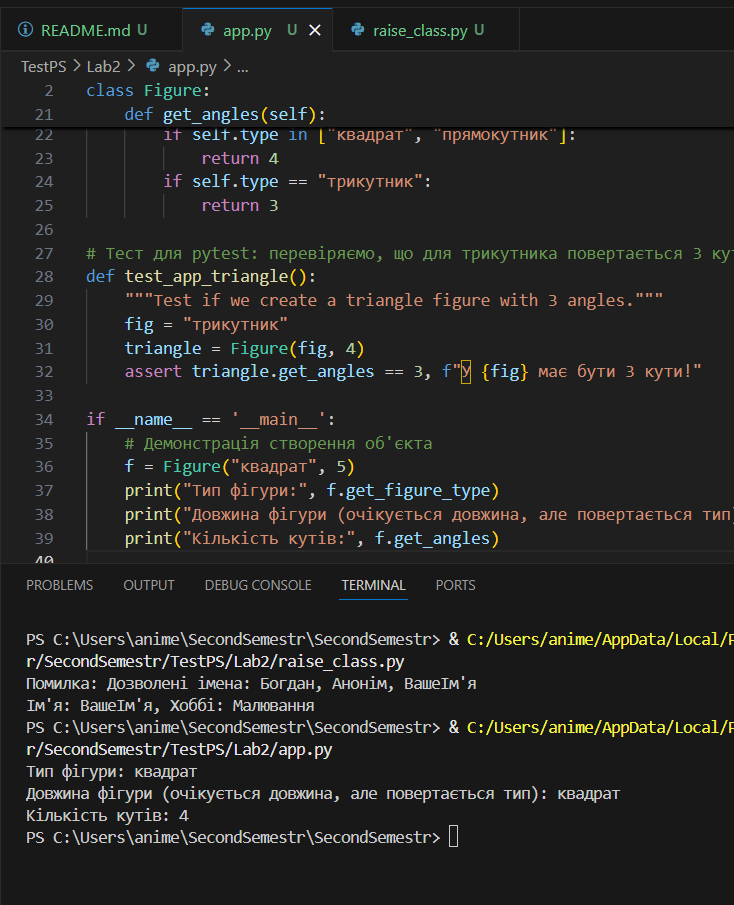 README.md U
app.py U
raise_class.py U
TestPS > Lab2 > app.py > ...
2 class Figure:
21 def get_angles(self):
22 if self.type in ["квадрат", "прямокутник"]:
23 return 4
24 if self.type == "трикутник":
25 return 3
26
27 # Тест для pytest: перевіряємо, що для трикутника повертається 3 ку
28 def test_app_triangle():
29 """Test if we create a triangle figure with 3 angles."""
30 fig = "трикутник"
31 triangle = Figure(fig, 4)
32 assert triangle.get_angles == 3, f"У {fig} має бути 3 кути!"
33
34 if __name__ == '__main__':
35 # Демонстрація створення об'єкта
36 f = Figure("квадрат", 5)
37 print("Тип фігури:", f.get_figure_type)
38 print("Довжина фігури (очікується довжина, але повертається тип)
39 print("Кількість кутів:", f.get_angles)
40
PROBLEMS OUTPUT DEBUG CONSOLE TERMINAL PORTS
PS C:\Users\anime\SecondSemestr\SecondSemestr> & C:/Users/anime/AppData/Local/P
r/SecondSemestr/TestPS/Lab2/raise_class.py
Помилка: Дозволені імена: Богдан, Анонім, ВашеІм'я
Ім'я: ВашеІм'я, Хоббі: Малювання
PS C:\Users\anime\SecondSemestr\SecondSemestr> & C:/Users/anime/AppData/Local/P
r/SecondSemestr/TestPS/Lab2/app.py
Тип фігури: квадрат
Довжина фігури (очікується довжина, але повертається тип): квадрат
Кількість кутів: 4
PS C:\Users\anime\SecondSemestr\SecondSemestr>